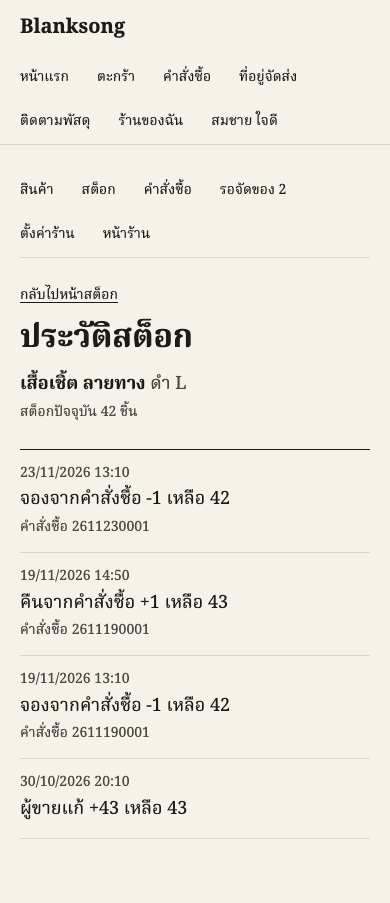 Blanksong
หน้าแรก ตะกร้า คำสั่งซื้อ ที่อยู่จัดส่ง
ติดตามพัสดุ ร้านของฉัน สมชาย ใจดี
สินค้า สต็อก คำสั่งซื้อ รอจัดของ 2
ตั้งค่าร้าน หน้าร้าน
กลับไปหน้าสต็อก
ประวัติสต็อก
เสื้อเชิ้ต ลายทาง ดำ L
สต็อกปัจจุบัน 42 ชิ้น
23/11/2026 13:10
จองจากคำสั่งซื้อ -1 เหลือ 42
คำสั่งซื้อ 2611230001
19/11/2026 14:50
คืนจากคำสั่งซื้อ +1 เหลือ 43
คำสั่งซื้อ 2611190001
19/11/2026 13:10
จองจากคำสั่งซื้อ -1 เหลือ 42
คำสั่งซื้อ 2611190001
30/10/2026 20:10
ผู้ขายแก้ +43 เหลือ 43